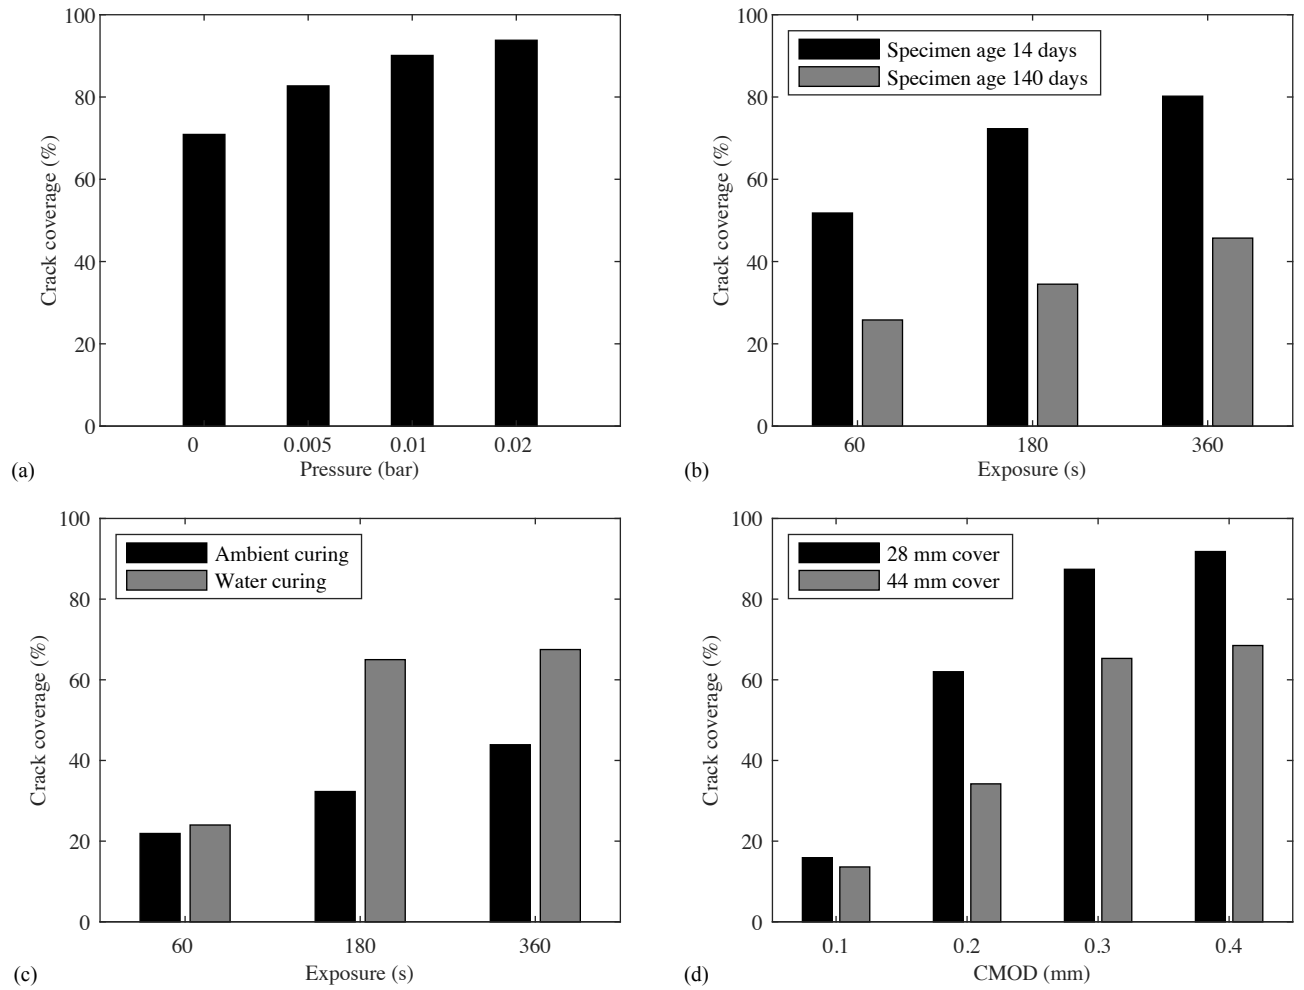 100
80
60
40
20
0
Crack coverage (%)
0 0.005 0.01 0.02
Pressure (bar)
(a)
100
80
60
40
20
0
Crack coverage (%)
Specimen age 14 days
Specimen age 140 days
60 180 360
Exposure (s)
(b)
100
80
60
40
20
0
Crack coverage (%)
Ambient curing
Water curing
60 180 360
Exposure (s)
(c)
100
80
60
40
20
0
Crack coverage (%)
28 mm cover
44 mm cover
0.1 0.2 0.3 0.4
CMOD (mm)
(d)